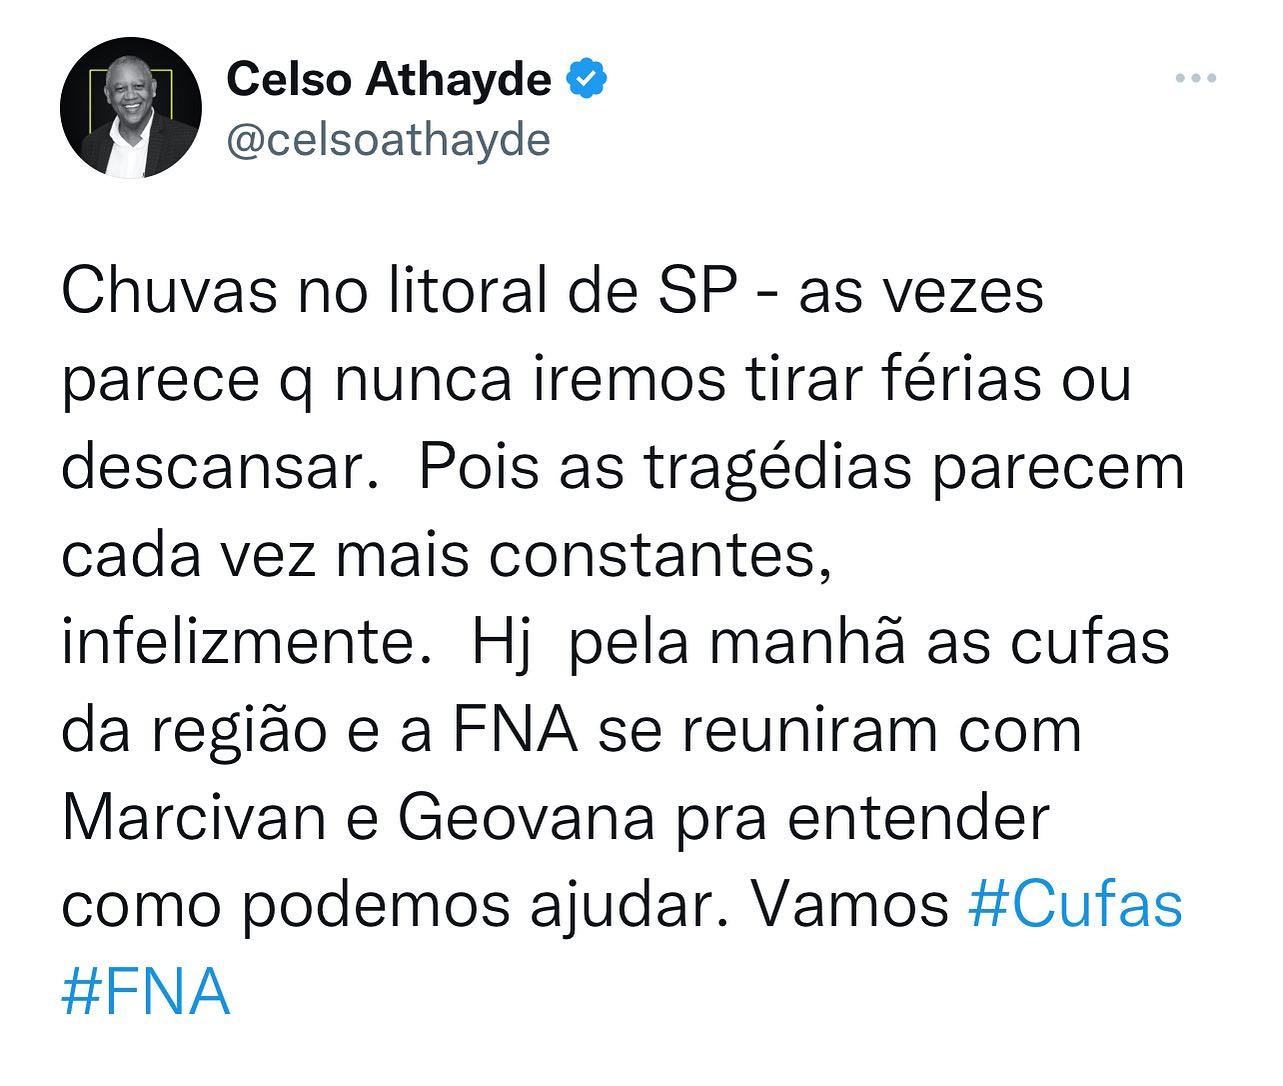 Celso Athayde
@celsoathayde
Chuvas no litoral de SP - as vezes
parece q nunca iremos tirar férias ou
descansar.  Pois as tragédias parecem
cada vez mais constantes,
infelizmente.  Hj  pela manhã as cufas
da região e a FNA se reuniram com
Marcivan e Geovana pra entender
como podemos ajudar. Vamos #Cufas
#FNA